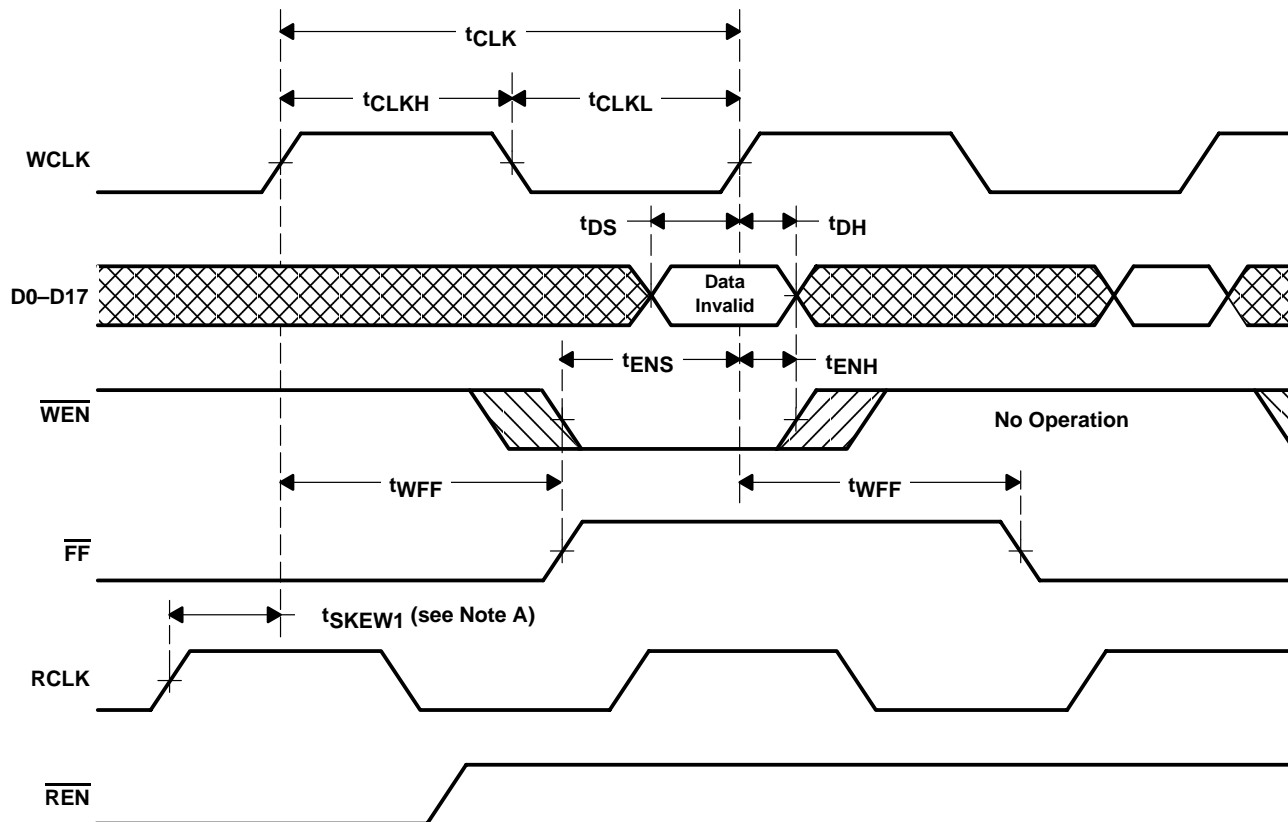 tCLK
tCLKH
tCLKL
WCLK
tDS
tDH
D0–D17
Data
Invalid
tENS
tENH
WEN
No Operation
tWFF
tWFF
FF
tSKEW1 (see Note A)
RCLK
REN